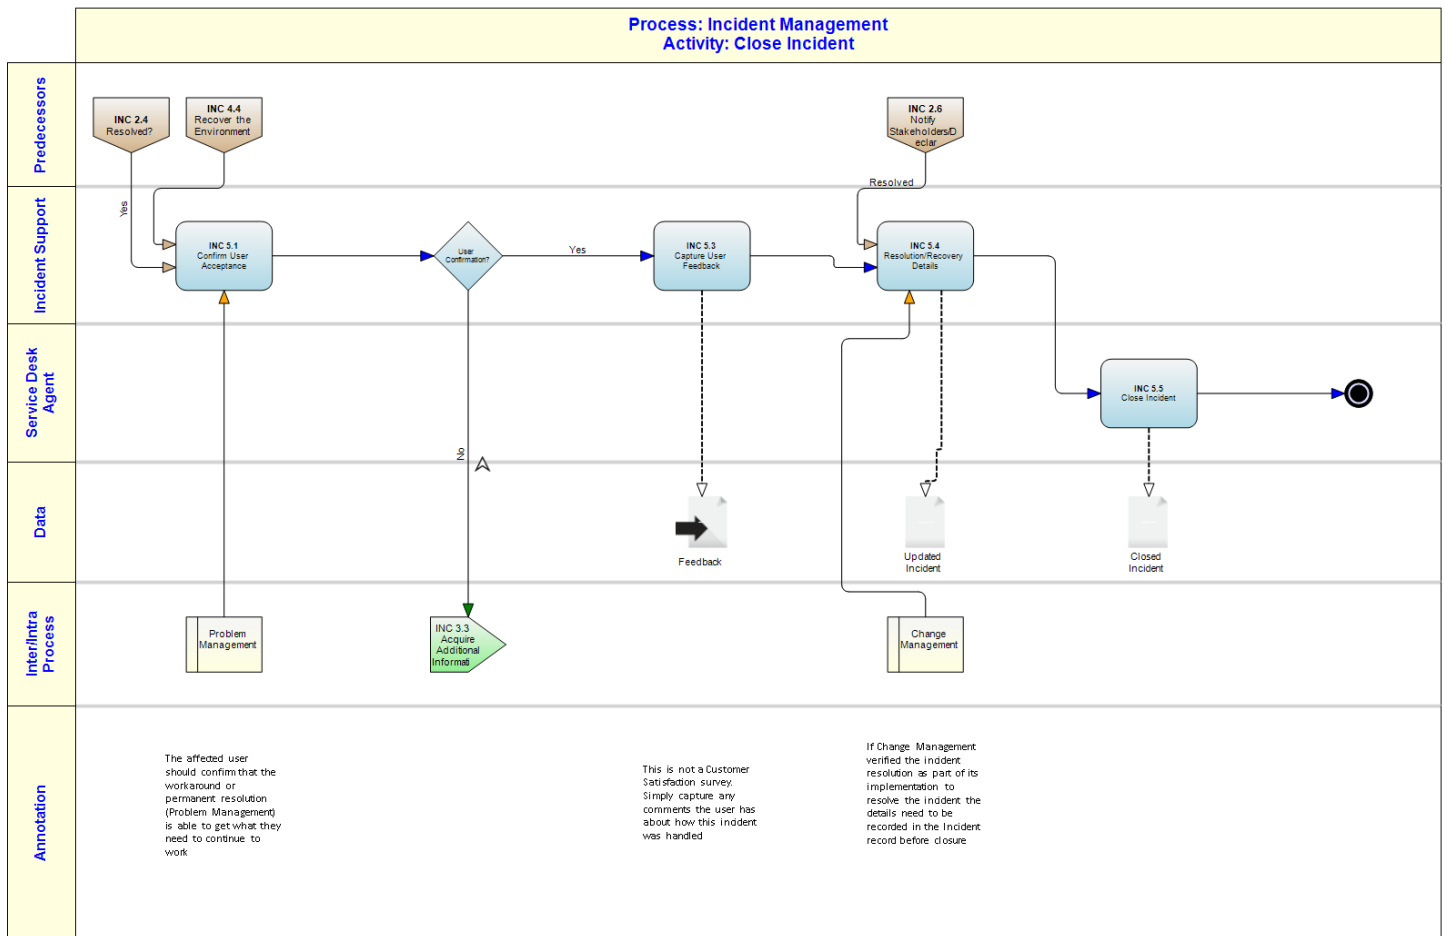 Process: Incident Management
Activity: Close Incident
Predecessors
INC 2.4
Resolved?
INC 4.4
Recover the
Environment
INC 2.6
Notify
Stakeholders/D
eclar
Resolved
Yes
Incident Support
INC 5.1
Confirm User
Acceptance
User
Confirmation?
Yes
INC 5.3
Capture User
Feedback
INC 5.4
Resolution/Recovery
Details
Service Desk
Agent
INC 5.5
Close Incident
No
Data
Feedback
Updated
Incident
Closed
Incident
Inter/Intra
Process
Problem
Management
INC 3.3
Acquire
Additional
Informati
Change
Management
Annotation
The affected user
should confirm that the
workaround or
permanent resolution
(Problem Management)
is able to get what they
need to continue to
work
This is not a Customer
Satisfaction survey.
Simply capture any
comments the user has
about how this incident
was handled
If Change Management
verified the incident
resolution as part of its
implementation to
resolve the incident the
details need to be
recorded in the Incident
record before closure